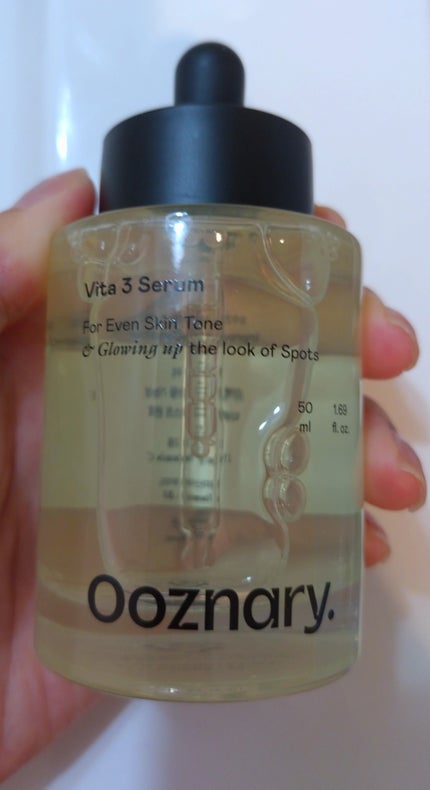 Vita 3 Serum
For Even Skin Tone
& Glowing up the look of Spots
50 1.69
ml fl. oz.
Ooznary.